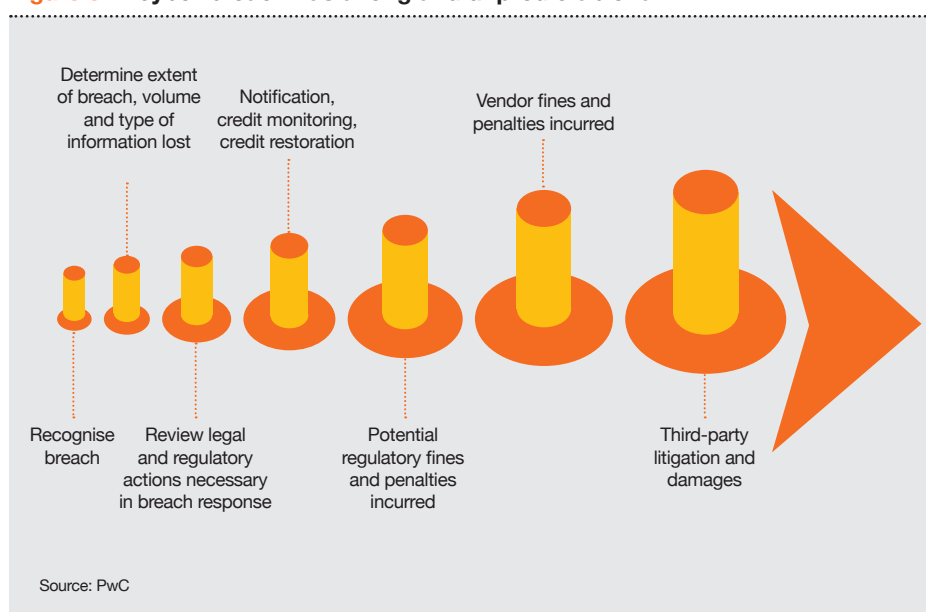 Determine extent
of breach, volume
and type of
information lost
Notification,
credit monitoring,
credit restoration
Vendor fines and
penalties incurred
Recognise
breach
Review legal
and regulatory
actions necessary
in breach response
Potential
regulatory fines
and penalties
incurred
Third-party
litigation and
damages
Source: PwC